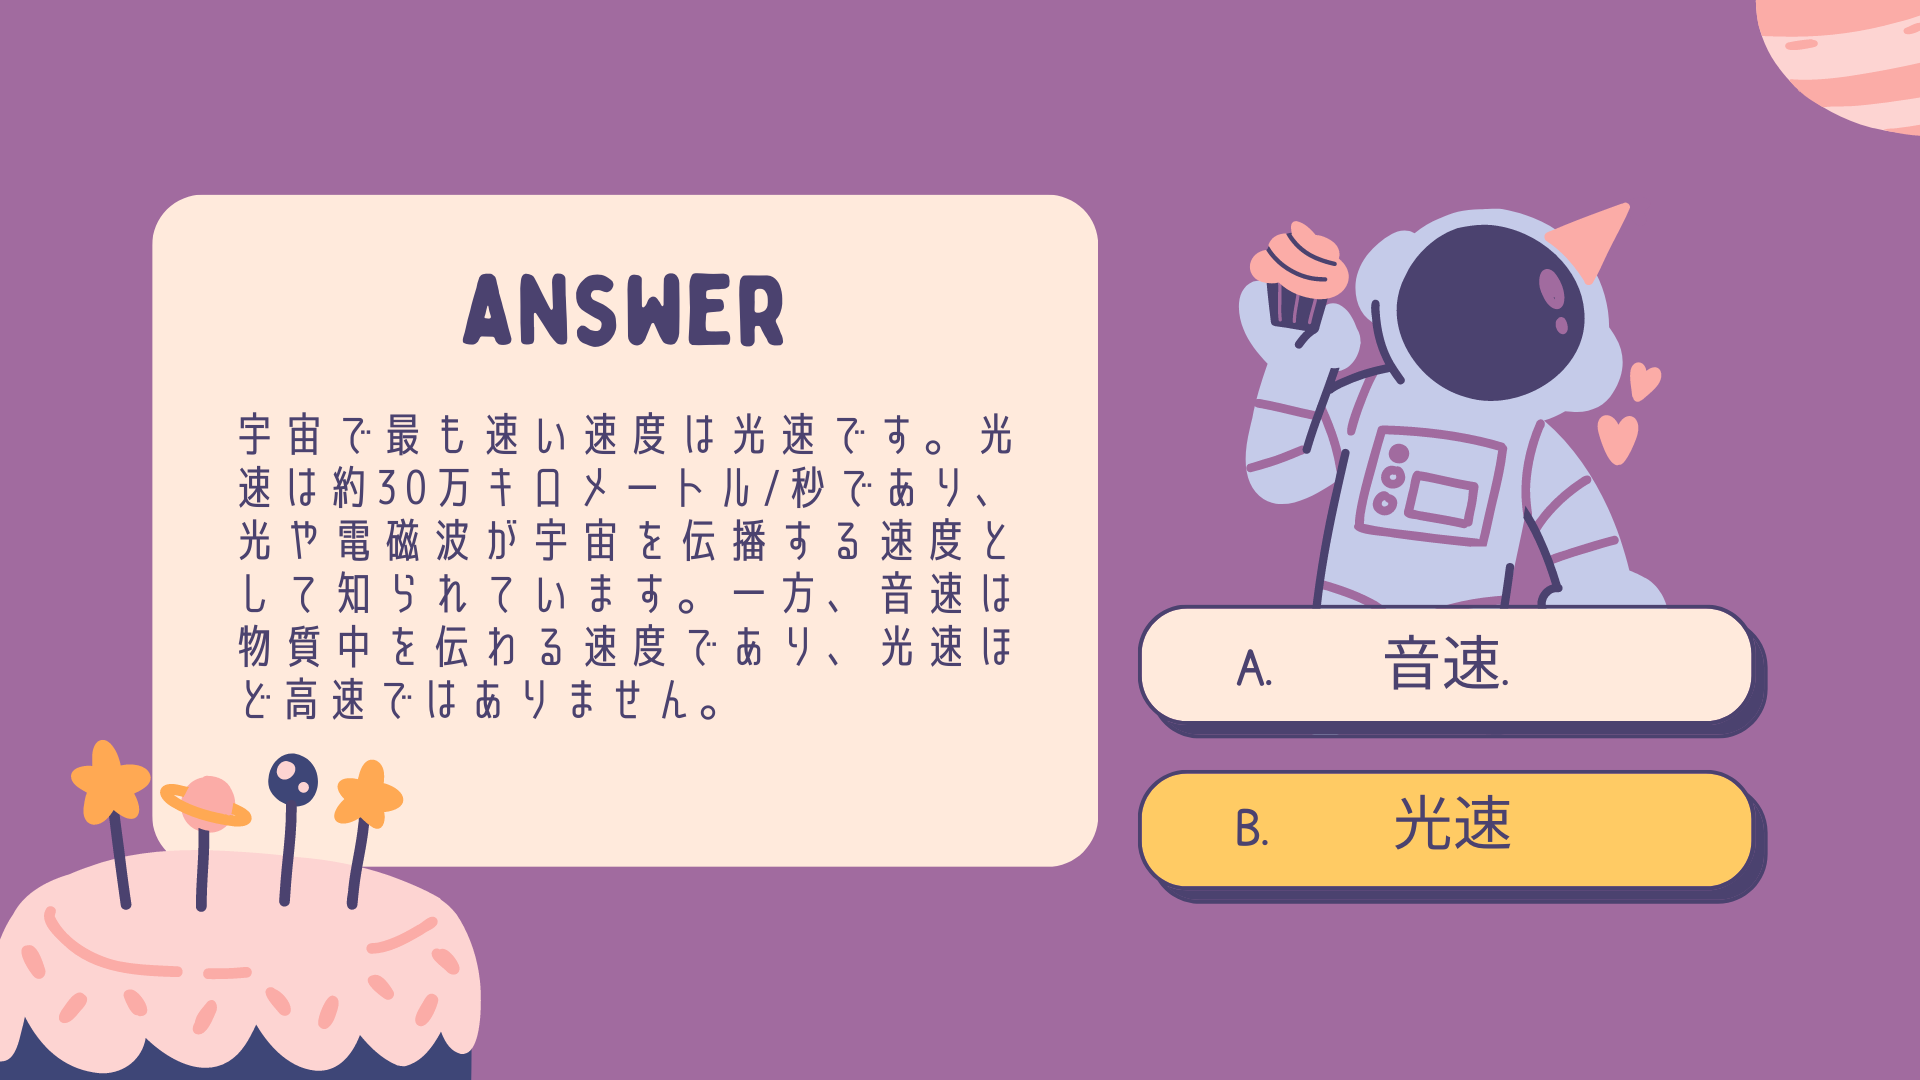 ANSWER
宇宙で最も速い速度は光速です。光
速は約30万キロメートル/秒であり、
光や電磁波が宇宙を伝播する速度と
して知られています。一方、音速は
物質中を伝わる速度であり、光速ほ
ど高速ではありません。
A. 音速.
B. 光速